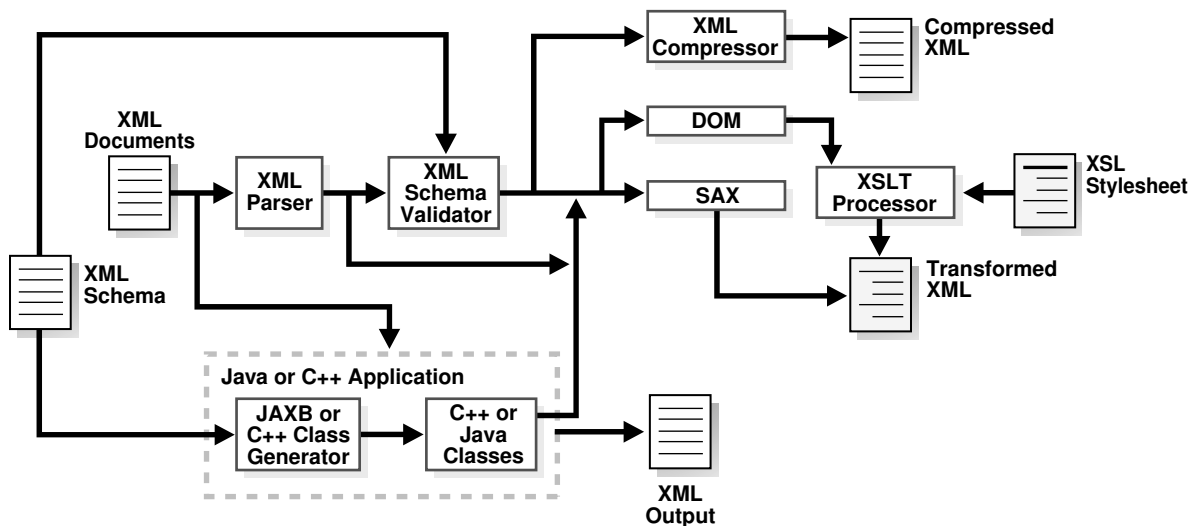 XML
Compressor
Compressed
XML
XML
Documents
DOM
XML
Parser
XML
Schema
Validator
SAX
XSLT
Processor
XSL
Stylesheet
XML
Schema
Transformed
XML
Java or C++ Application
JAXB or
C++ Class
Generator
C++ or
Java
Classes
XML
Output